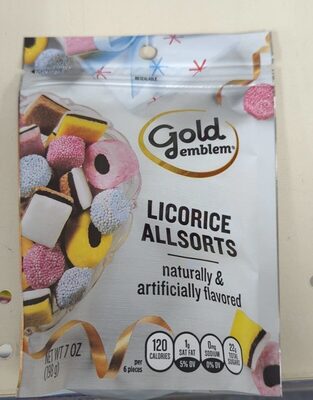 RESEALABLE
Gold
emblem®
LICORICE
ALLSORTS
naturally &
artificially flavored
NET WT 7 OZ
(198 g)
per
6 pieces
120
CALORIES
1g
SAT FAT
5% DV
0mg
SODIUM
0% DV
22g
TOTAL
SUGARS